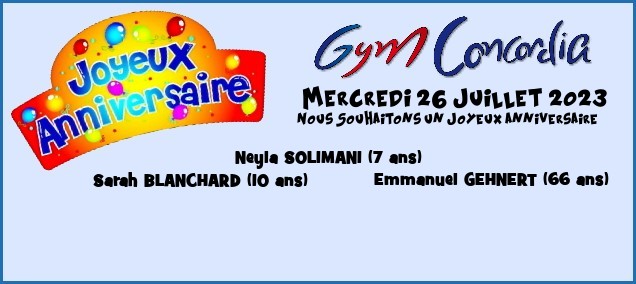 Joyeux
Anniversaire
Gym Concordia
Mercredi 26 Juillet 2023
Nous souhaitons un joyeux anniversaire
Neyla SOLIMANI (7 ans)
Sarah BLANCHARD (10 ans) Emmanuel GEHNERT (66 ans)